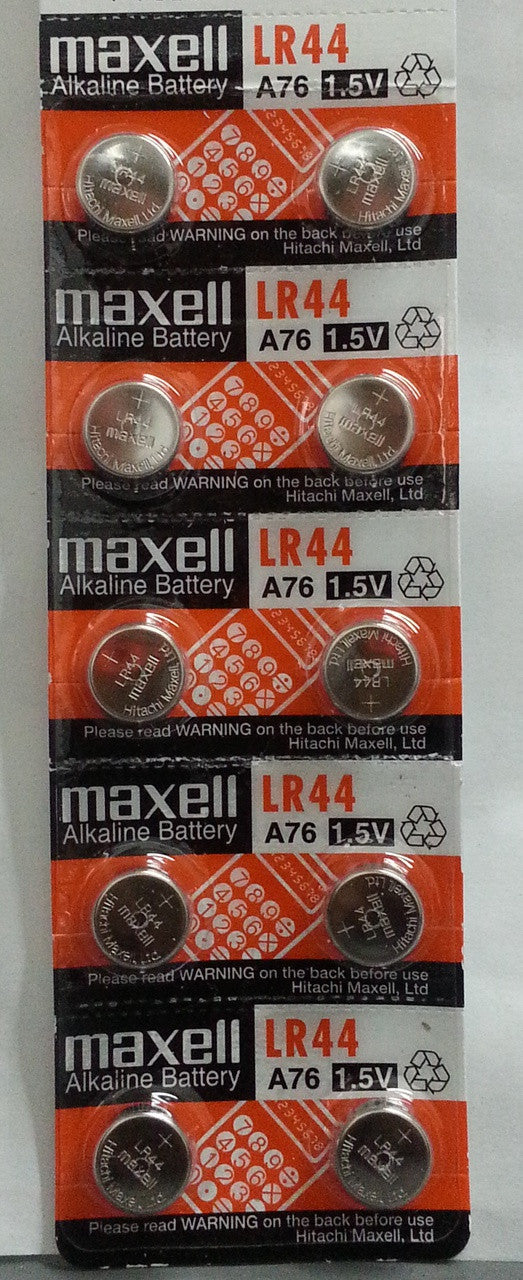 maxell LR44
Alkaline Battery A76 1.5V
LR44
maxell
Hitachi Maxell Ltd.
LR44
maxell
Hitachi Maxell Ltd.
Please read WARNING on the back before use
Hitachi Maxell, Ltd
maxell LR44
Alkaline Battery A76 1.5V
LR44
maxell
Hitachi Maxell Ltd.
LR44
maxell
Hitachi Maxell Ltd.
Please read WARNING on the back before use
Hitachi Maxell, Ltd
maxell LR44
Alkaline Battery A76 1.5V
LR44
maxell
Hitachi Maxell,
LR44
maxell
Hitachi Maxell Ltd.
Please read WARNING on the back before use
Hitachi Maxell, Ltd
maxell LR44
Alkaline Battery A76 1.5V
LR44
maxell
Hitachi Maxell, Ltd.
LR44
Hitachi Maxell Ltd.
Please read WARNING on the back before use
Hitachi Maxell, Ltd
maxell LR44
Alkaline Battery A76 1.5V
LR44
maxell
Hitachi Maxell, Ltd.
LR44
maxell
Hitachi Maxell, Ltd.
Please read WARNING on the back before use
Hitachi Maxell, Ltd